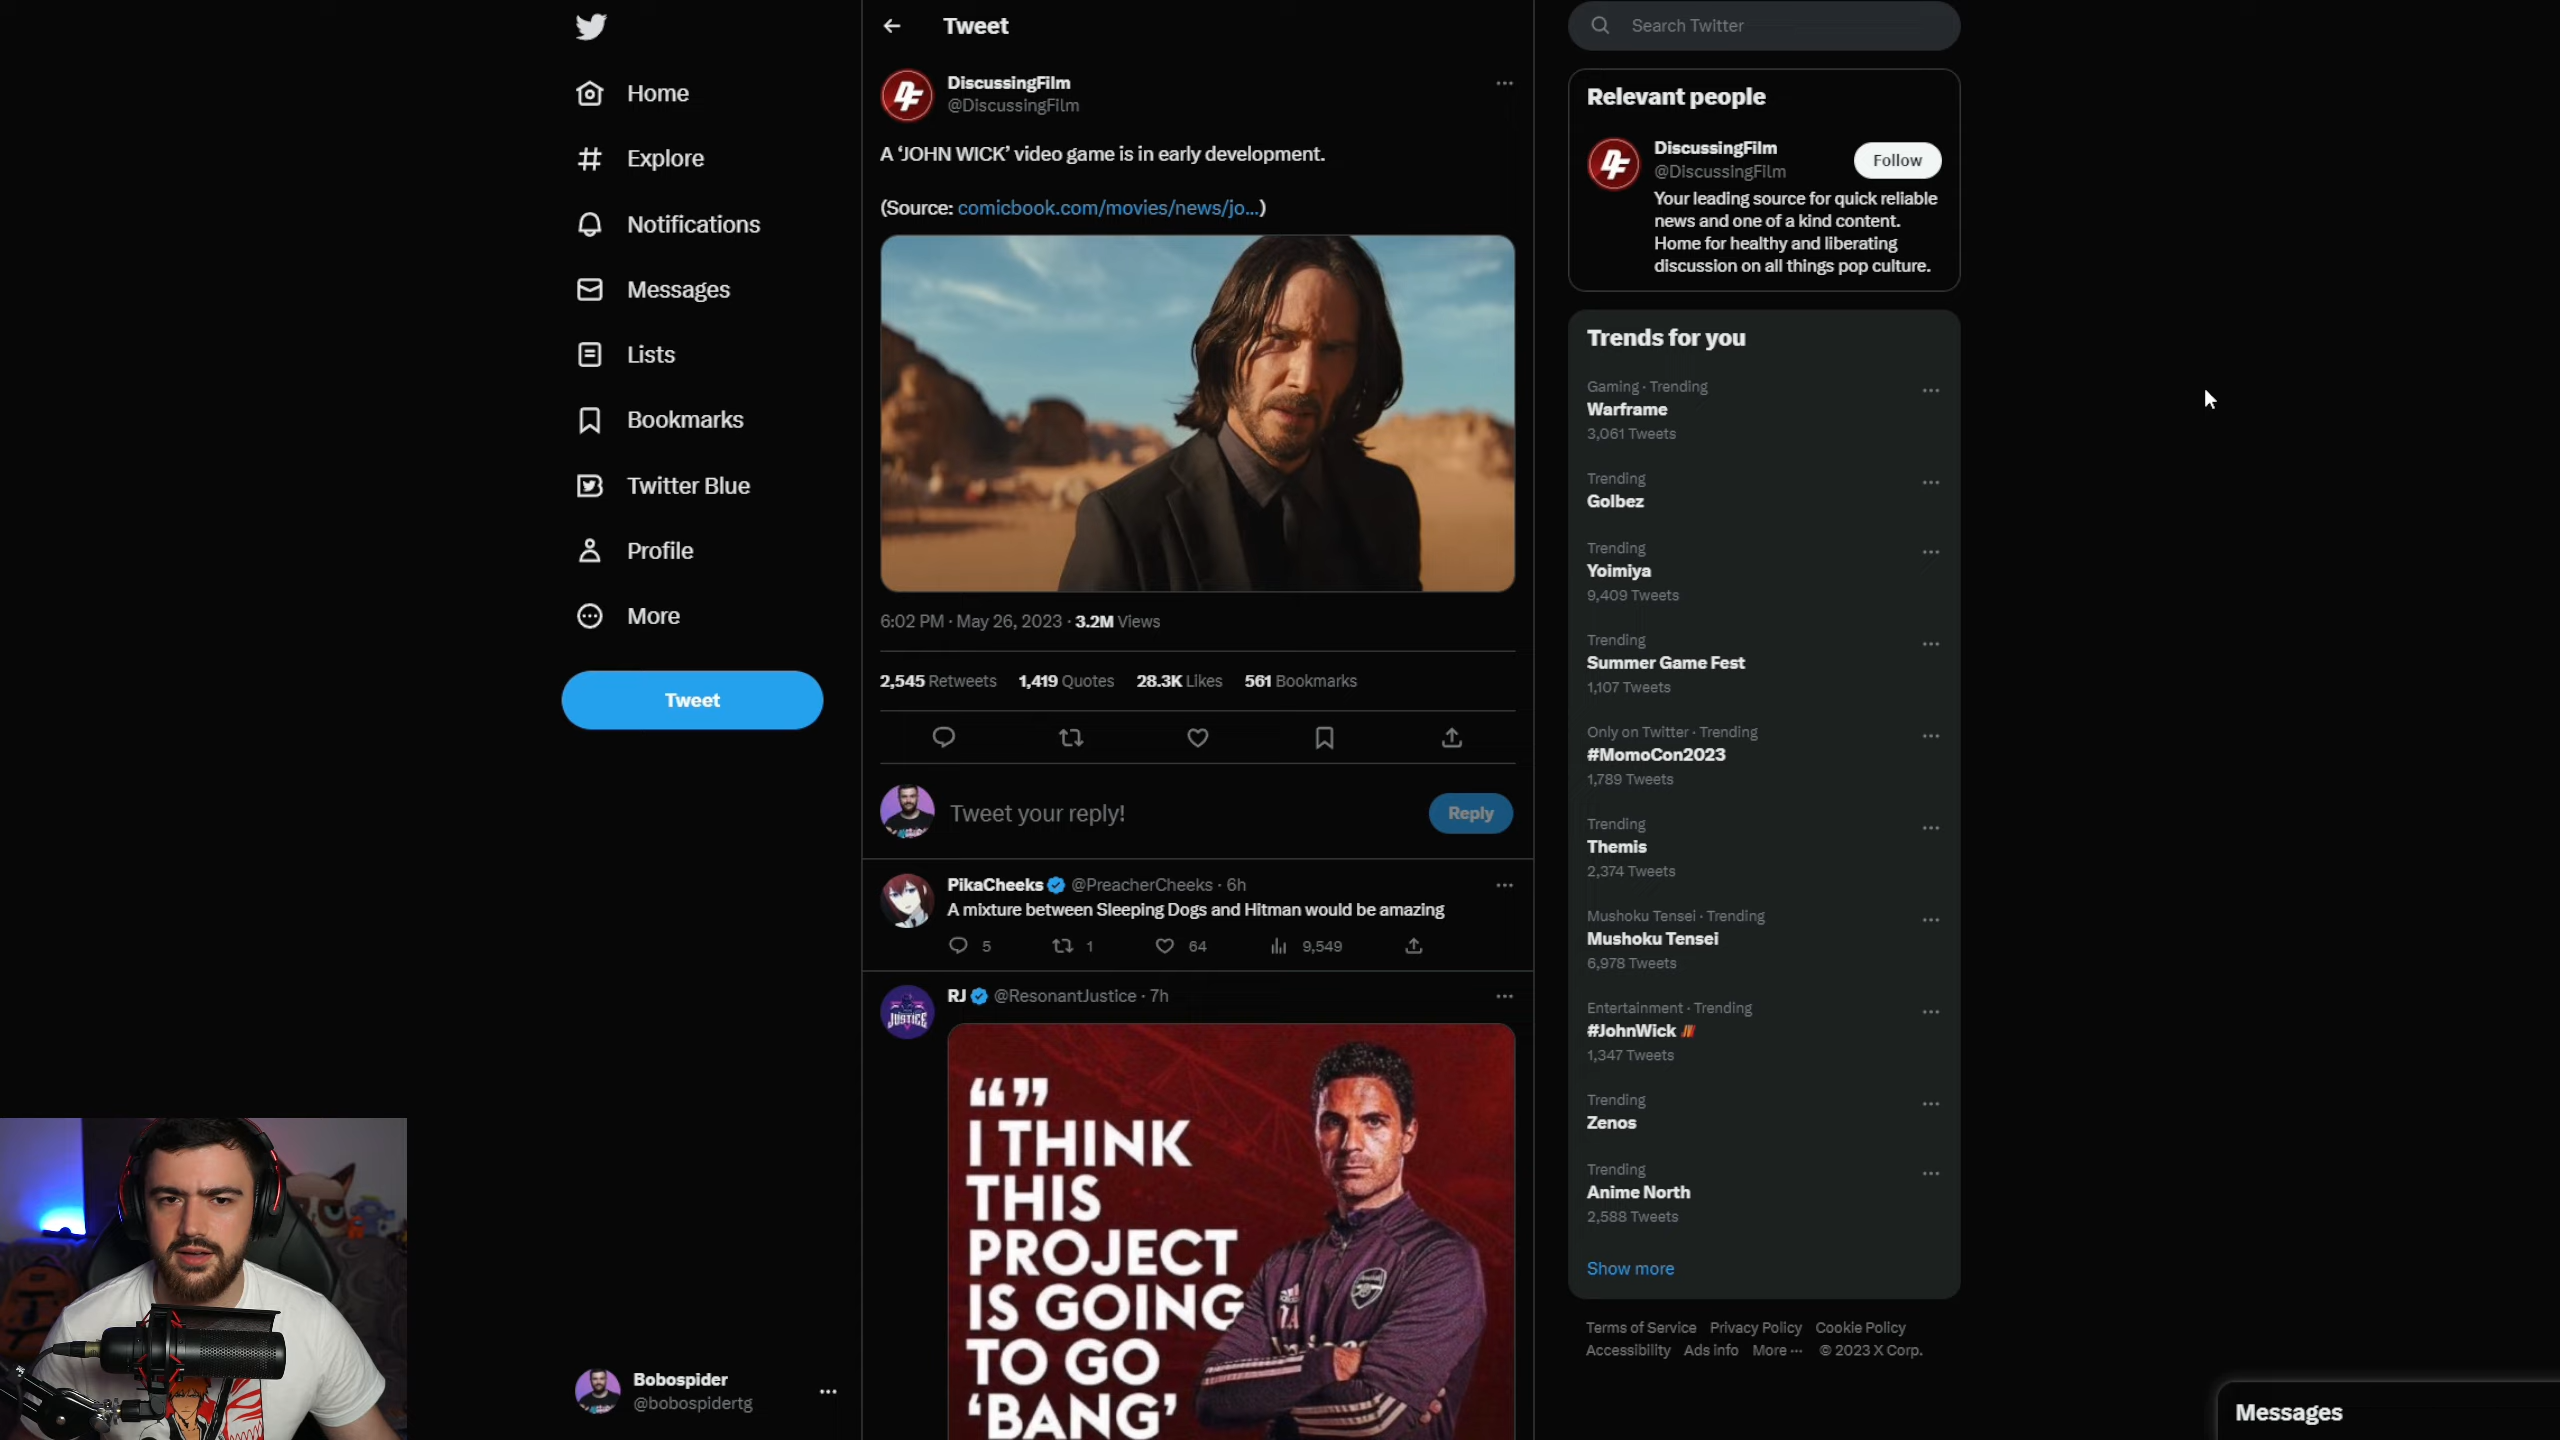 Home
Explore
Notifications
Messages
Lists
Bookmarks
Twitter Blue
Profile
More
Tweet
Bobospider
@bobospidertg
Tweet
DiscussingFilm
@DiscussingFilm
A ‘JOHN WICK’ video game is in early development.
(Source: comicbook.com/movies/news/jo...)
6:02 PM · May 26, 2023 · 3.2M Views
2,545 Retweets 1,419 Quotes 28.3K Likes 561 Bookmarks
Tweet your reply!
Reply
PikaCheeks @PreacherCheeks · 6h
A mixture between Sleeping Dogs and Hitman would be amazing
5 1 64 9,549
RJ @ResonantJustice · 7h
JUSTICE
“”
I THINK
THIS
PROJECT
IS GOING
TO GO
‘BANG’
Search Twitter
Relevant people
DiscussingFilm
@DiscussingFilm
Follow
Your leading source for quick reliable
news and one of a kind content.
Home for healthy and liberating
discussion on all things pop culture.
Trends for you
Gaming · Trending
Warframe
3,061 Tweets
Trending
Golbez
Trending
Yoimiya
9,409 Tweets
Trending
Summer Game Fest
1,107 Tweets
Only on Twitter · Trending
#MomoCon2023
1,789 Tweets
Trending
Themis
2,374 Tweets
Mushoku Tensei · Trending
Mushoku Tensei
6,978 Tweets
Entertainment · Trending
#JohnWick
1,347 Tweets
Trending
Zenos
Trending
Anime North
2,588 Tweets
Show more
Terms of Service Privacy Policy Cookie Policy
Accessibility Ads info More ··· © 2023 X Corp.
Messages